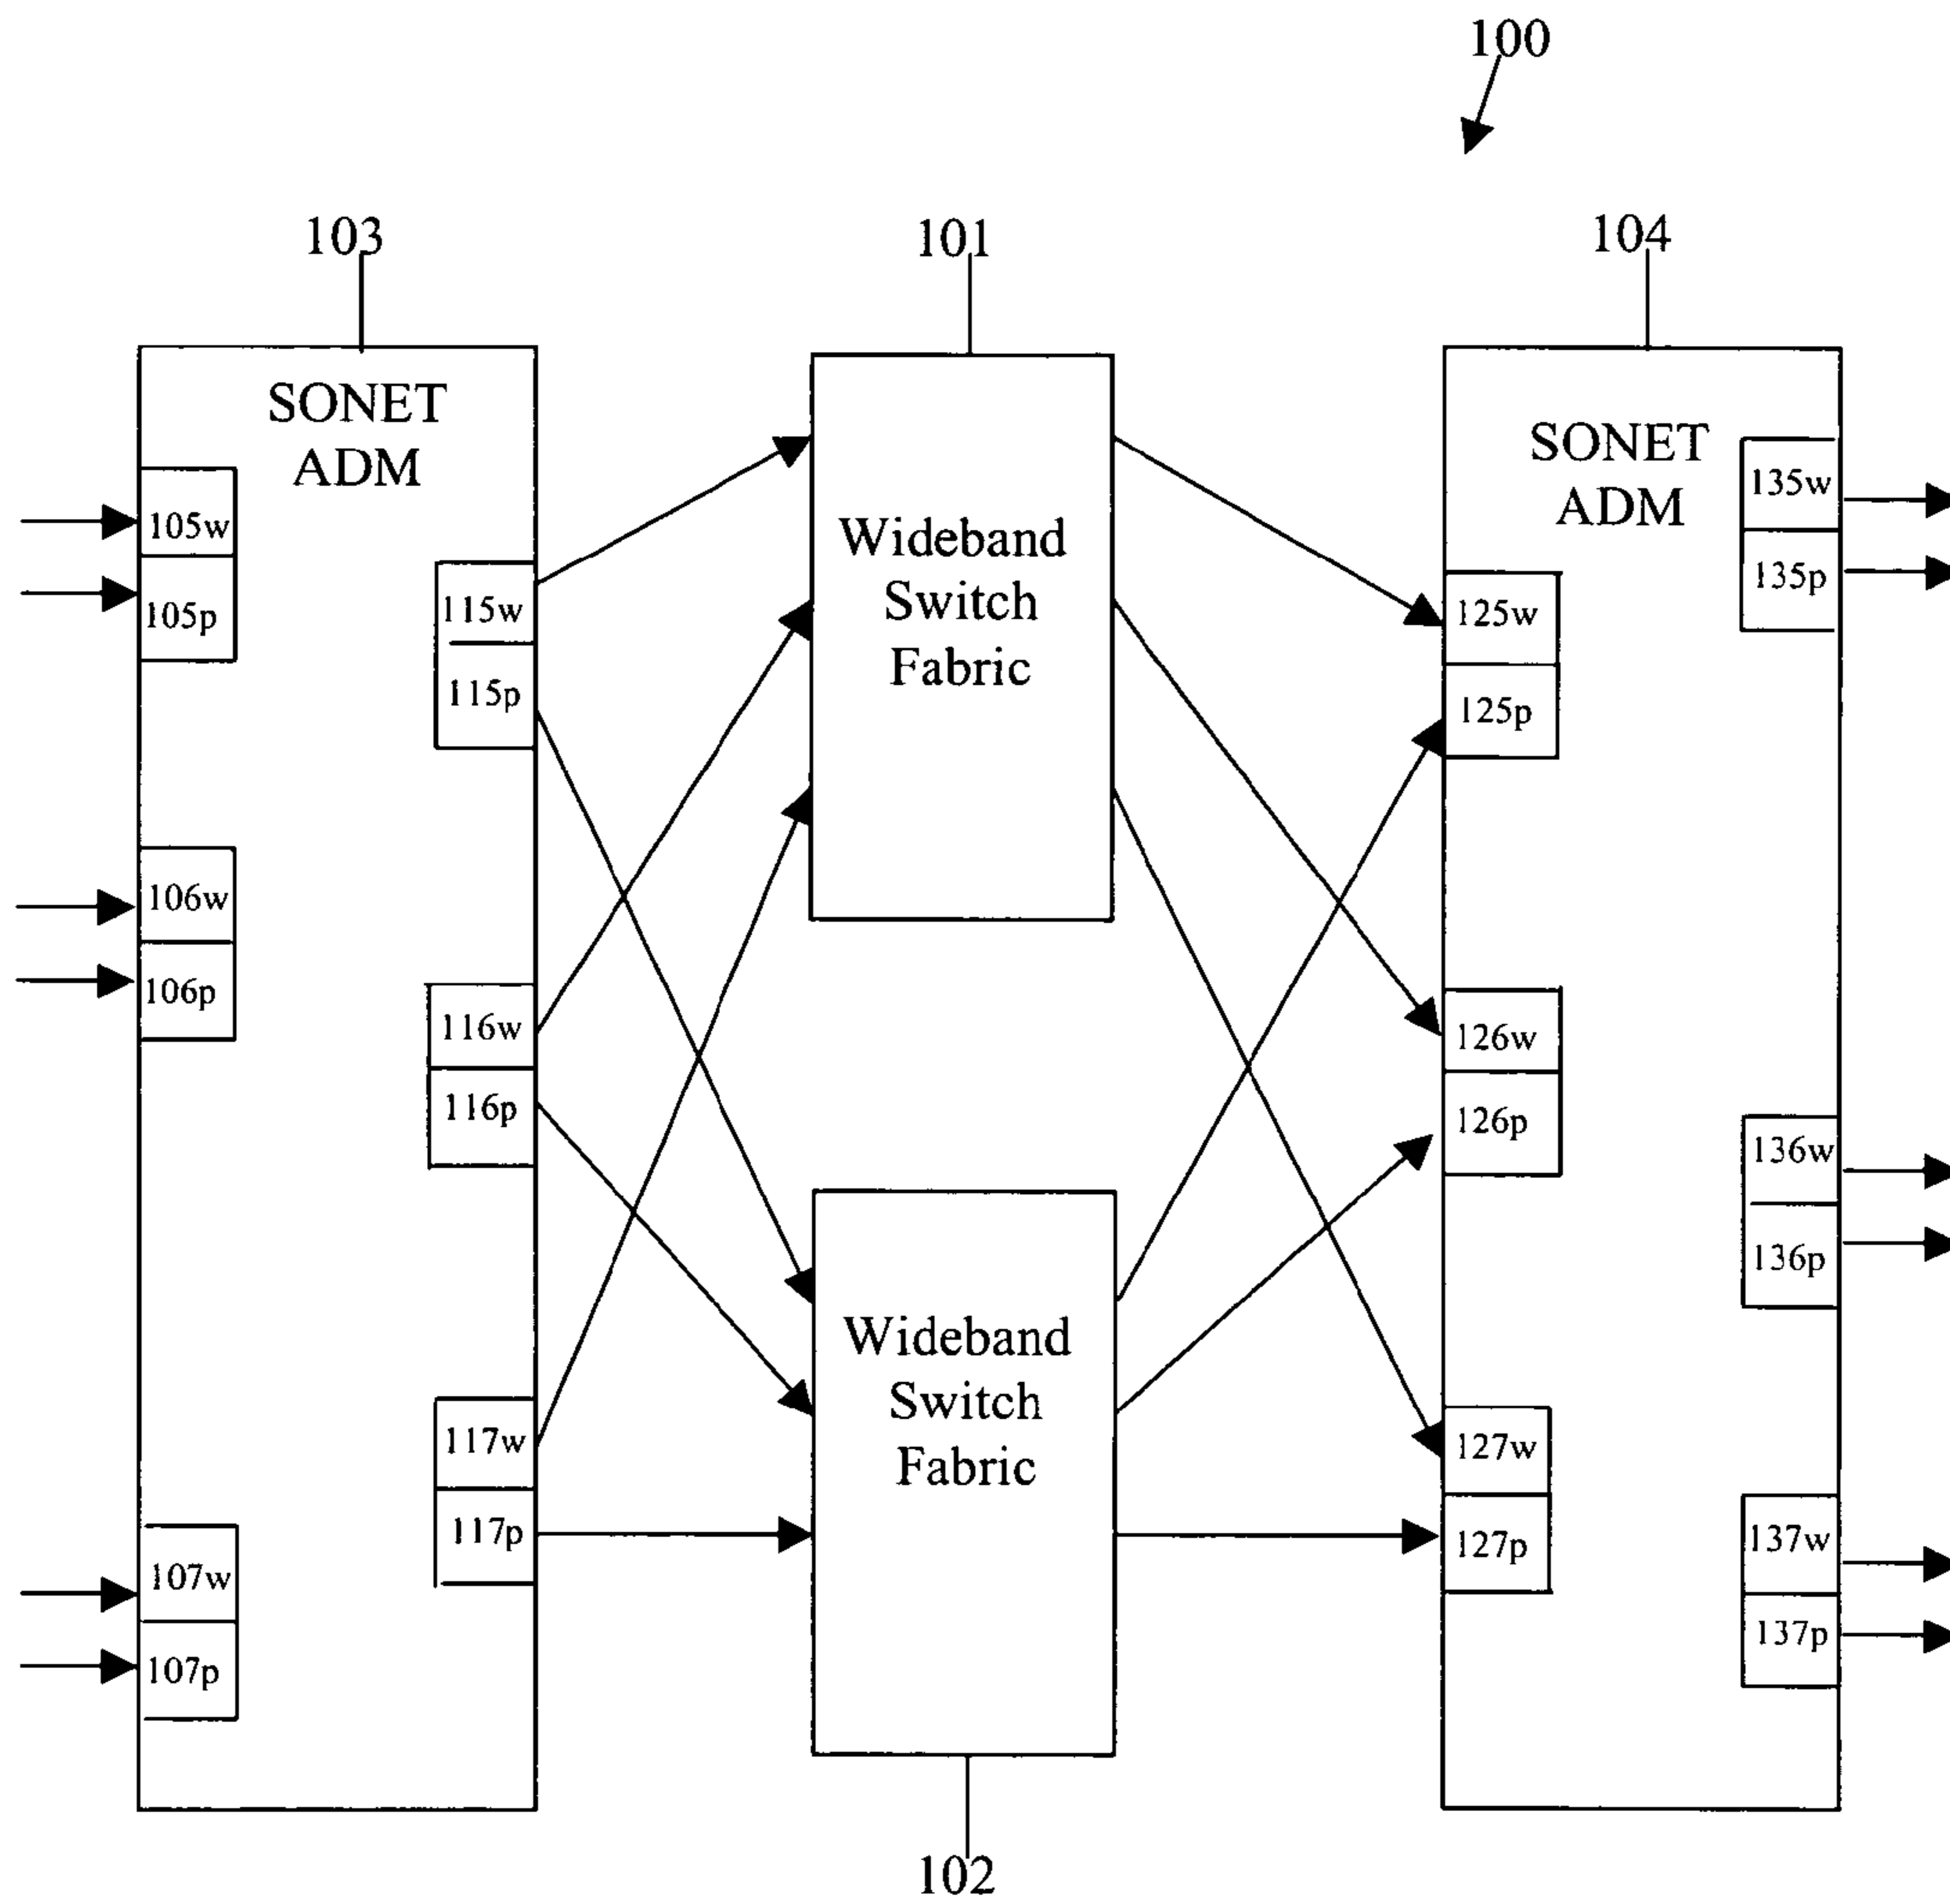 100
103
101
104
SONET
ADM
105w
105p
115w
115p
106w
106p
116w
116p
117w
117p
107w
107p
Wideband
Switch
Fabric
Wideband
Switch
Fabric
SONET
ADM
135w
135p
125w
125p
126w
126p
136w
136p
127w
127p
137w
137p
102